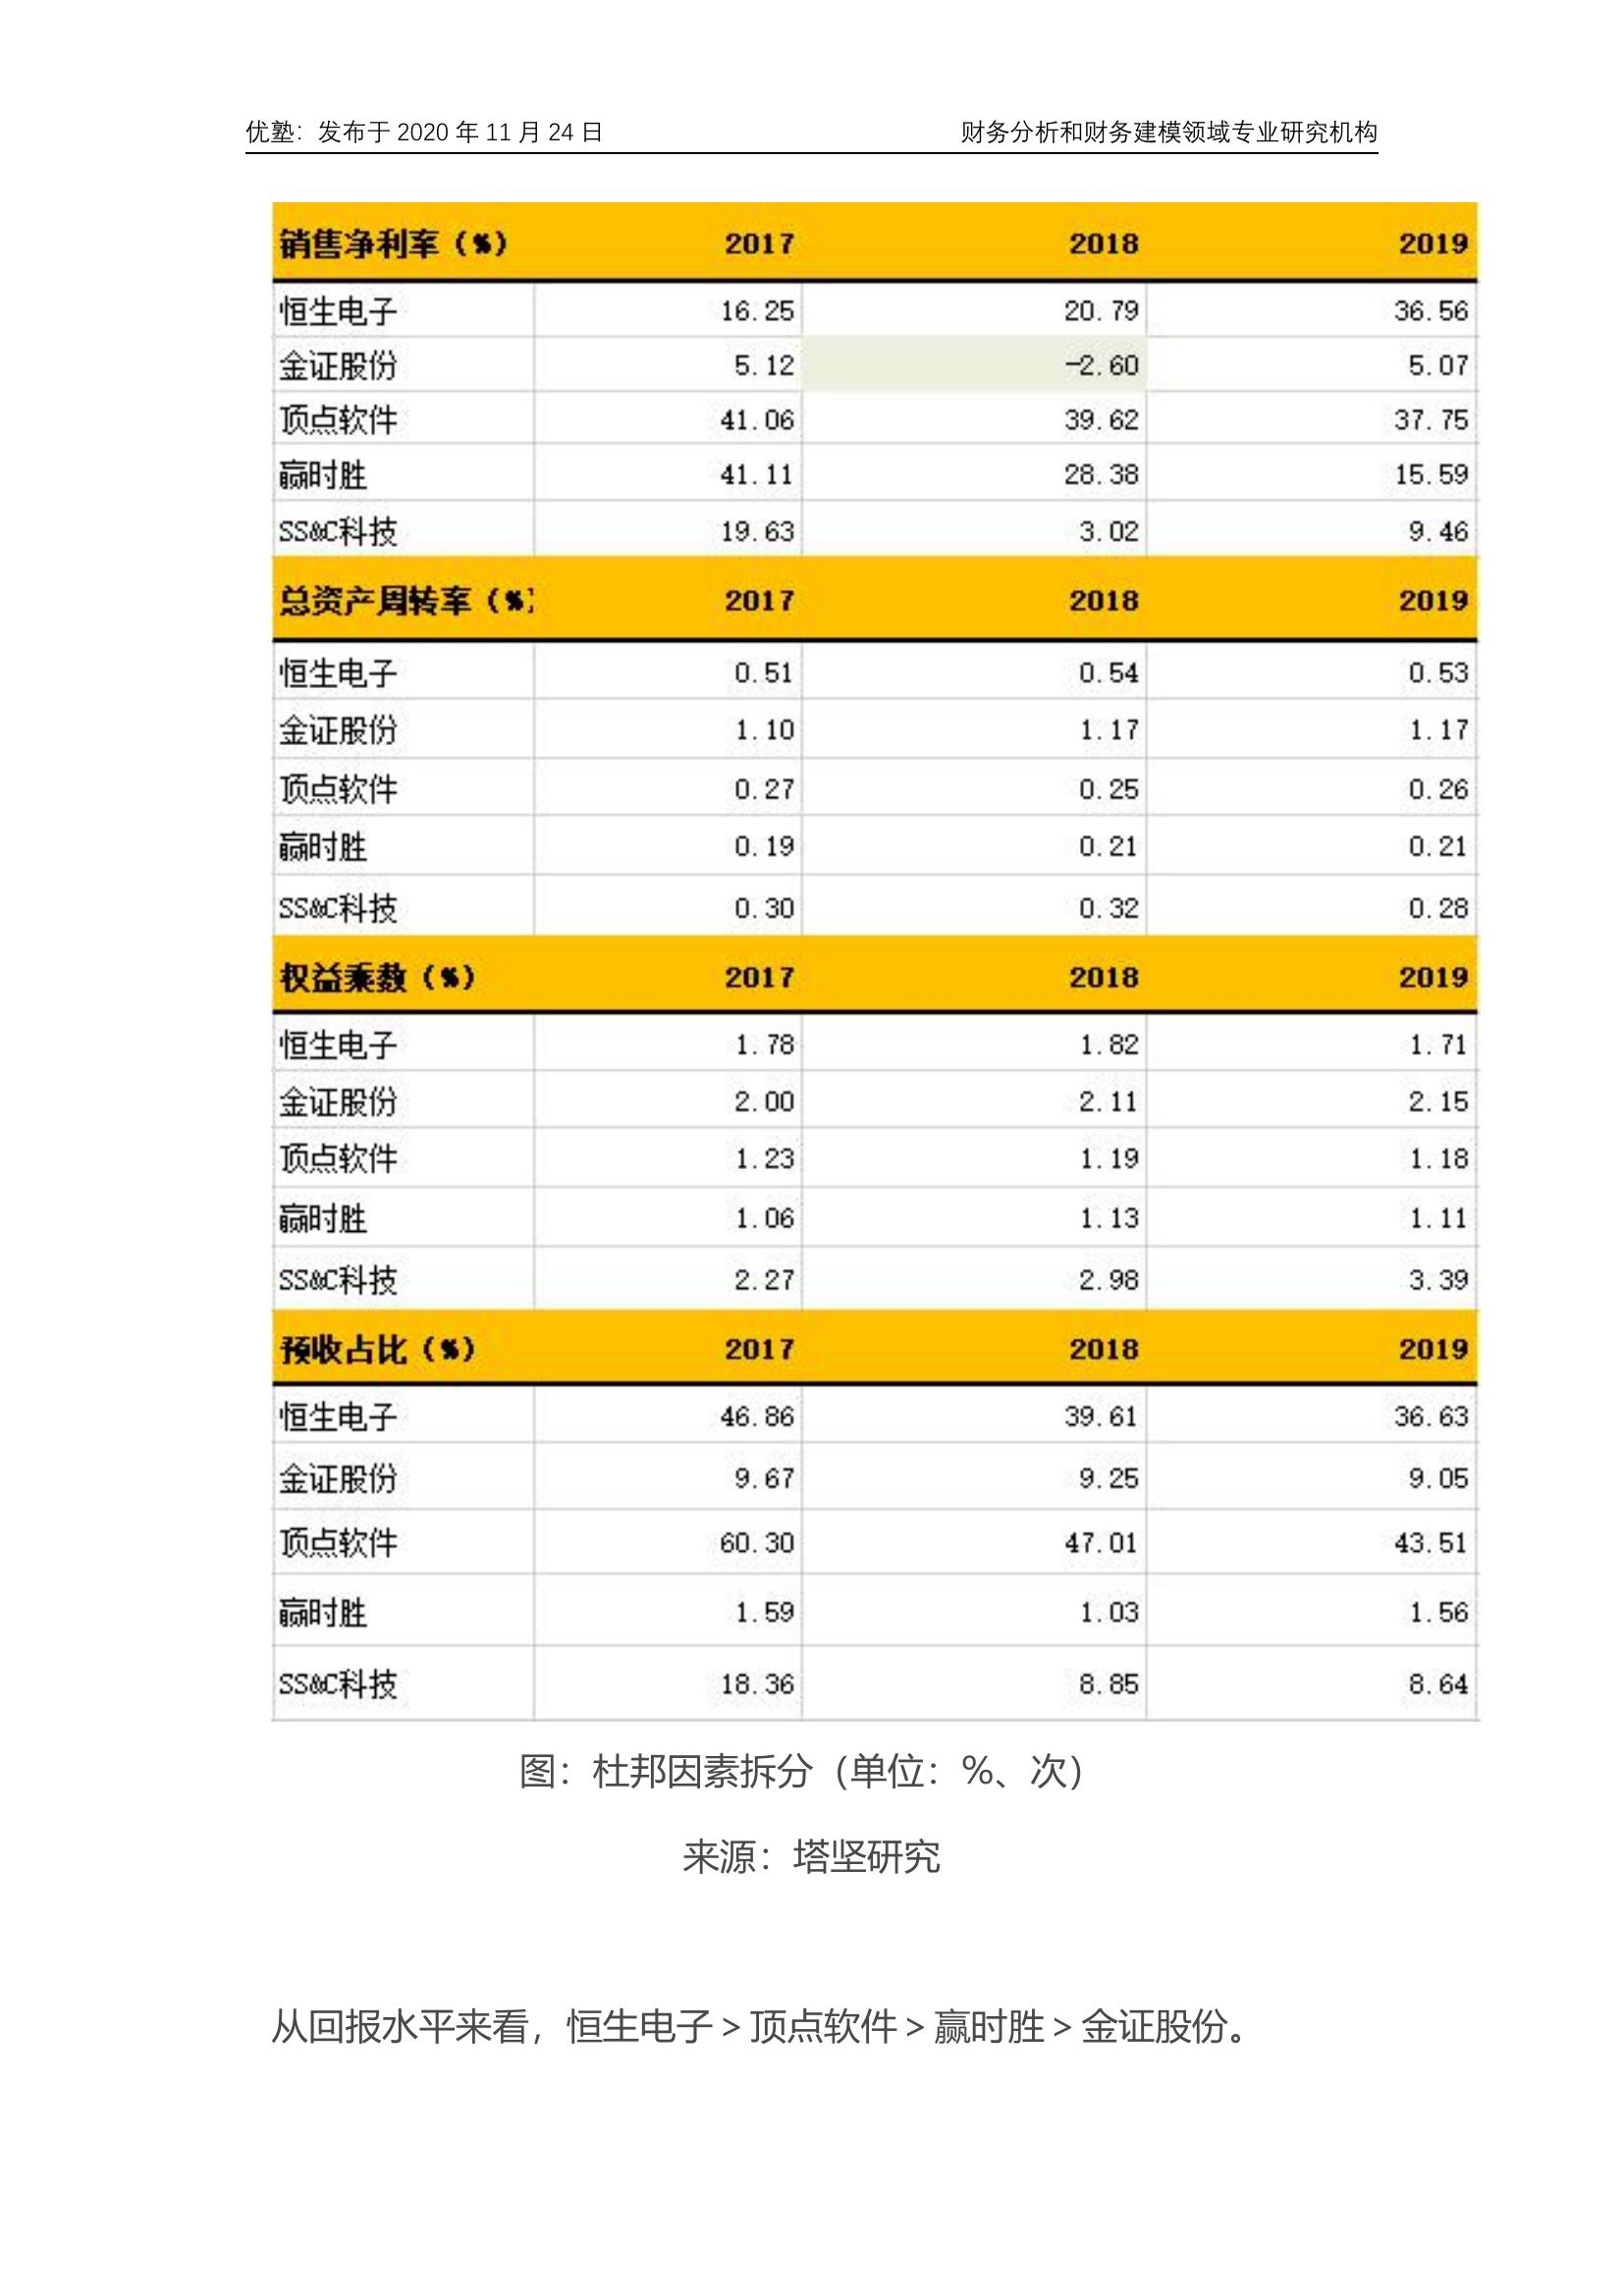 优塾：发布于 2020 年 11 月 24 日 财务分析和财务建模领域专业研究机构
销售净利率（%） 2017 2018 2019
恒生电子 16.25 20.79 36.56
金证股份 5.12 -2.60 5.07
顶点软件 41.06 39.62 37.75
赢时胜 41.11 28.38 15.59
SS&C科技 19.63 3.02 9.46
总资产周转率（%） 2017 2018 2019
恒生电子 0.51 0.54 0.53
金证股份 1.10 1.17 1.17
顶点软件 0.27 0.25 0.26
赢时胜 0.19 0.21 0.21
SS&C科技 0.30 0.32 0.28
权益乘数（%） 2017 2018 2019
恒生电子 1.78 1.82 1.71
金证股份 2.00 2.11 2.15
顶点软件 1.23 1.19 1.18
赢时胜 1.06 1.13 1.11
SS&C科技 2.27 2.98 3.39
预收占比（%） 2017 2018 2019
恒生电子 46.86 39.61 36.63
金证股份 9.67 9.25 9.05
顶点软件 60.30 47.01 43.51
赢时胜 1.59 1.03 1.56
SS&C科技 18.36 8.85 8.64
图：杜邦因素拆分（单位：%、次）
来源：塔坚研究
从回报水平来看，恒生电子＞顶点软件＞赢时胜＞金证股份。